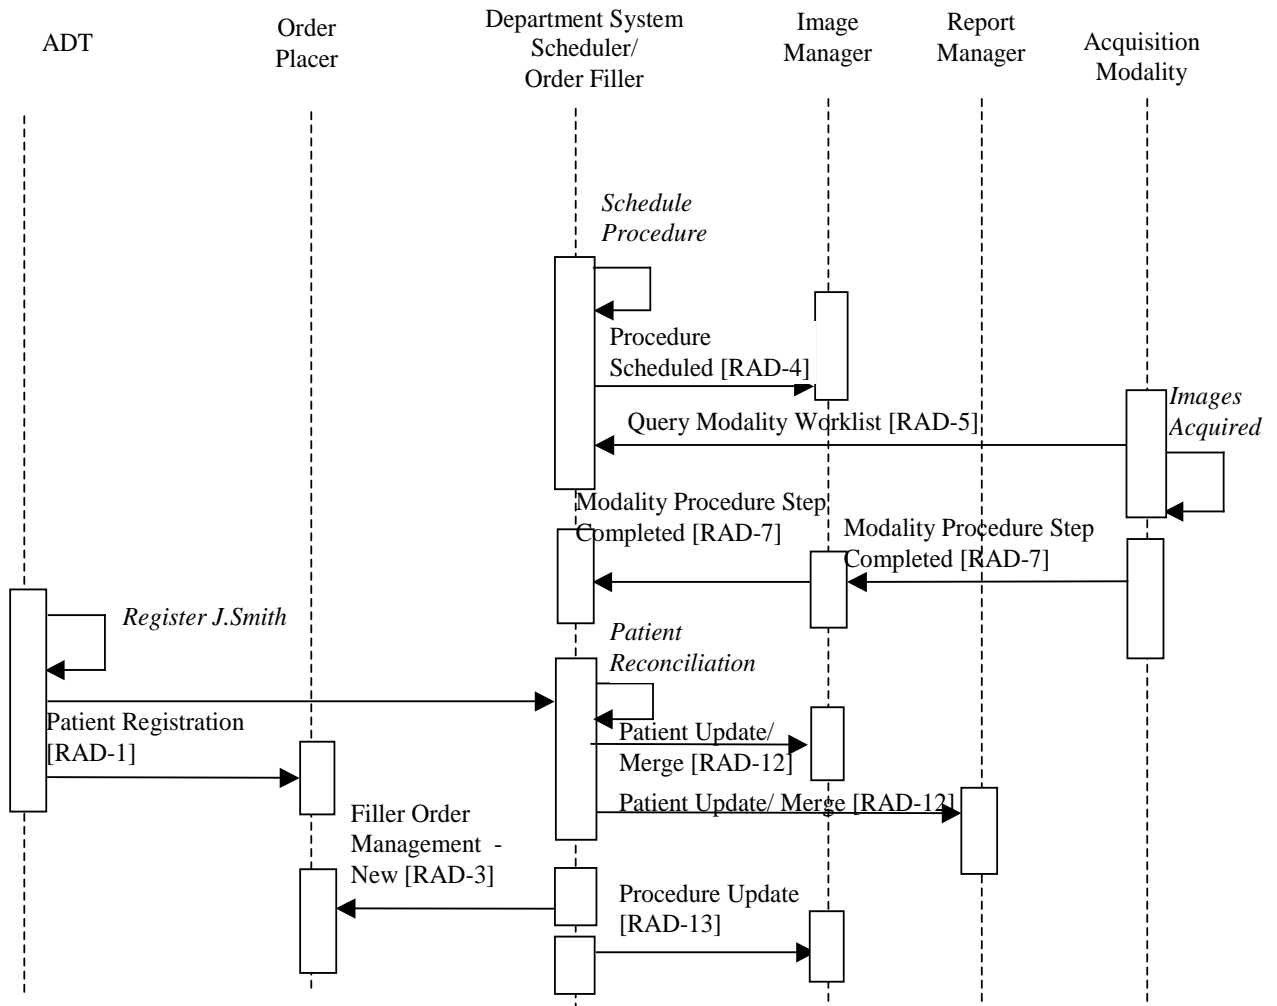 ADT
Order
Placer
Department System
Scheduler/
Order Filler
Image
Manager
Report
Manager
Acquisition
Modality
Schedule
Procedure
Procedure
Scheduled [RAD-4]
Images
Acquired
Query Modality Worklist [RAD-5]
Modality Procedure Step
Completed [RAD-7]
Modality Procedure Step
Completed [RAD-7]
Register J.Smith
Patient
Reconciliation
Patient Registration
[RAD-1]
Patient Update/
Merge [RAD-12]
Patient Update/ Merge [RAD-12]
Filler Order
Management -
New [RAD-3]
Procedure Update
[RAD-13]